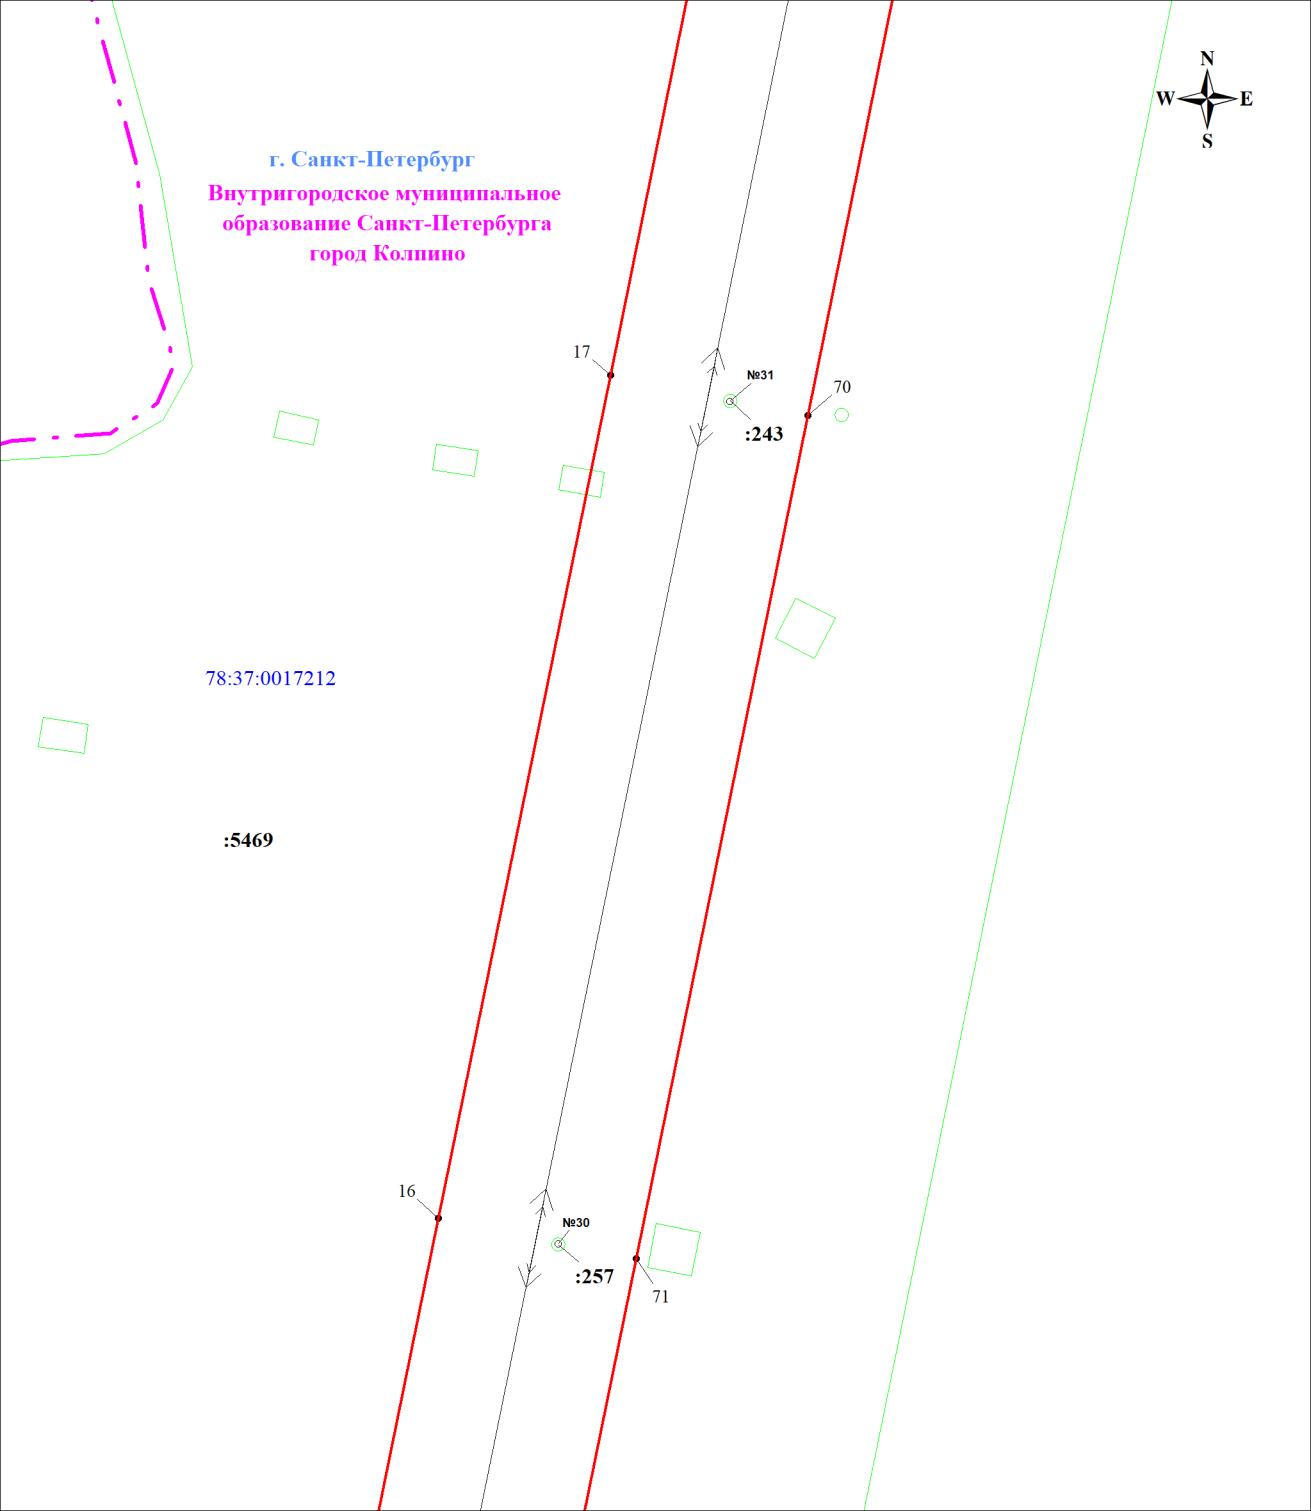 N
W E
S
г. Санкт-Петербург
Внутригородское муниципальное
образование Санкт-Петербурга
город Колпино
17
№31
70
:243
78:37:0017212
:5469
16
№30
:257
71